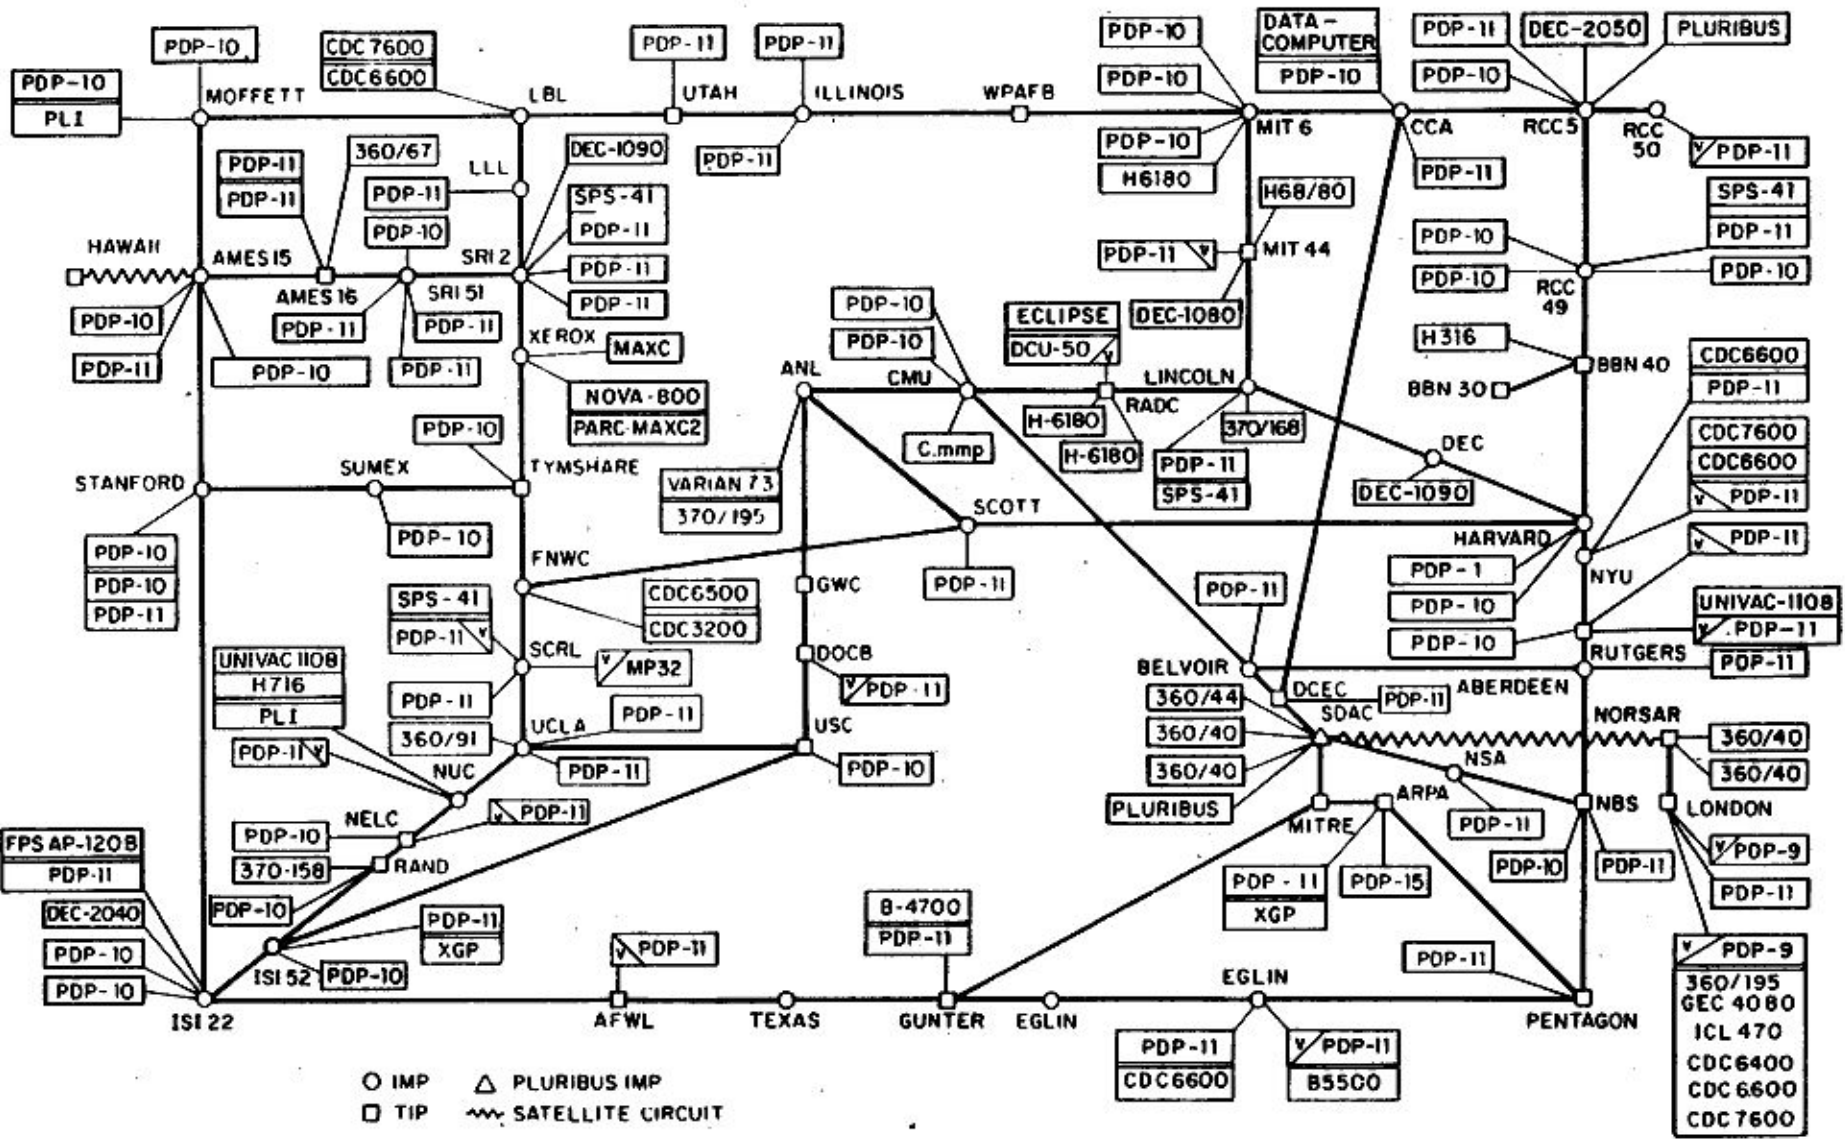 PDP-10
CDC 7600
CDC6600
PDP-11
PDP-11
PDP-10
PDP-10
DATA-
COMPUTER
PDP-10
PDP-11
PDP-10
DEC-2050
PLURIBUS
PDP-10
PLI
MOFFETT
LBL
UTAH
ILLINOIS
WPAFB
MIT 6
CCA
RCC5
RCC
50
PDP-11
PDP-11
360/67
LLL
PDP-11
PDP-10
DEC-1090
SPS-41
PDP-11
PDP-11
PDP-11
PDP-11
PDP-10
H6180
H68/80
PDP-11
V
MIT 44
DEC-1080
PDP-11
V
PDP-11
SPS-41
PDP-11
PDP-10
PDP-10
PDP-10
RCC
49
HAWAII
AMES15
AMES 16
SRI 51
SRI 2
PDP-10
PDP-11
PDP-10
PDP-11
PDP-11
PDP-11
XEROX
MAXC
NOVA-800
PARC-MAXC2
PDP-10
PDP-10
ECLIPSE
DCU-50
V
ANL
CMU
RADC
LINCOLN
H316
BBN 40
BBN 30
CDC6600
PDP-11
CDC7600
CDC6600
V
PDP-11
V
PDP-11
C.mmp
H-6180
H-6180
370/168
PDP-11
SPS-41
DEC
DEC-1090
STANFORD
SUMEX
TYMSHARE
PDP-10
PDP-10
PDP-10
PDP-10
PDP-11
VARIAN 73
370/195
SCOTT
PDP-11
HARVARD
NYU
PDP-1
PDP-10
PDP-10
FNWC
CDC6500
CDC3200
GWC
SPS-41
PDP-11
V
SCRL
V
MP32
PDP-11
DOCB
V
PDP-11
PDP-11
BELVOIR
UNIVAC-1108
V
PDP-11
RUTGERS
PDP-11
ABERDEEN
UNIVAC 1108
H716
PLI
PDP-11
V
360/91
UCLA
PDP-11
PDP-11
USC
PDP-10
360/44
360/40
360/40
PLURIBUS
DCEC
PDP-11
SDAC
NORSAR
360/40
360/40
NSA
PDP-11
NBS
LONDON
NUC
NELC
V
PDP-11
PDP-10
370-158
RAND
PDP-10
MITRE
ARPA
PDP-11
XGP
PDP-15
PDP-10
PDP-11
V
PDP-9
PDP-11
FPS AP-120B
PDP-11
DEC-2040
PDP-10
PDP-10
PDP-11
XGP
ISI 52
PDP-10
V
PDP-11
B-4700
PDP-11
PDP-11
V
PDP-9
360/195
GEC 4080
ICL 470
CDC6400
CDC6600
CDC7600
ISI 22
AFWL
TEXAS
GUNTER
EGLIN
EGLIN
PENTAGON
PDP-11
CDC6600
V
PDP-11
B5500
IMP
PLURIBUS IMP
TIP
SATELLITE CIRCUIT